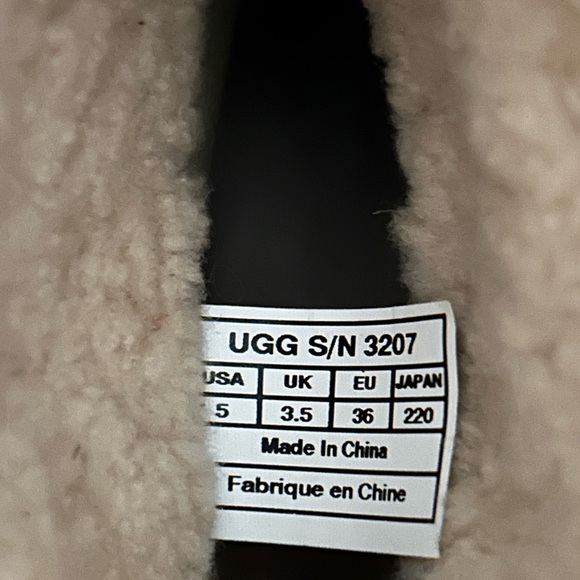 UGG S/N 3207
USA UK EU JAPAN
5 3.5 36 220
Made In China
Fabrique en Chine